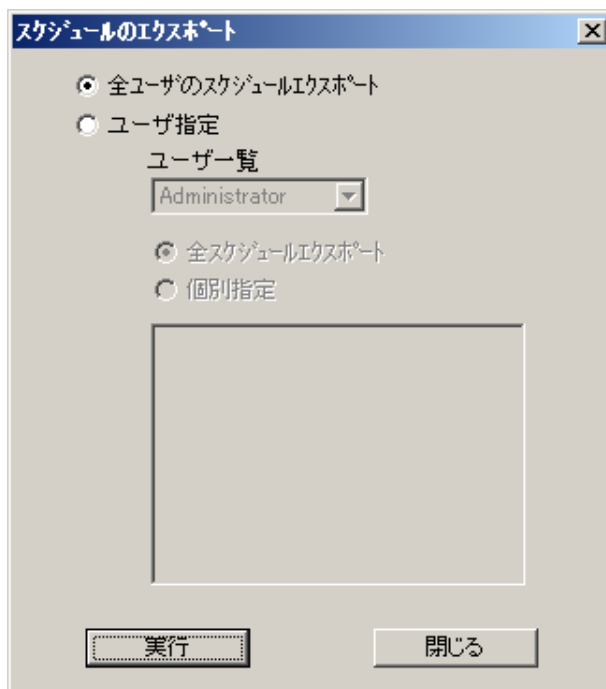 スケジュールのエクスポート
全ユーザのスケジュールエクスポート
ユーザ指定
ユーザ一覧
Administrator
全スケジュールエクスポート
個別指定
実行 閉じる